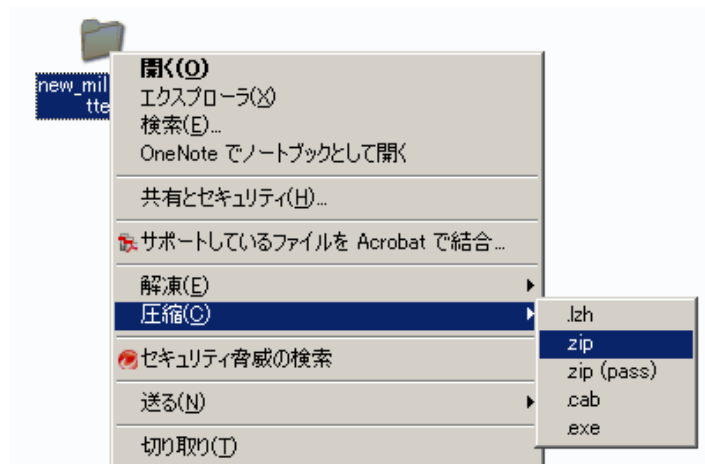 new_mil
tte
開く(O)
エクスプローラ(X)
検索(E)...
OneNote でノートブックとして開く
共有とセキュリティ(H)...
サポートしているファイルを Acrobat で結合...
解凍(E)
圧縮(C)
セキュリティ脅威の検索
送る(N)
切り取り(T)
.lzh
zip
zip (pass)
.cab
.exe